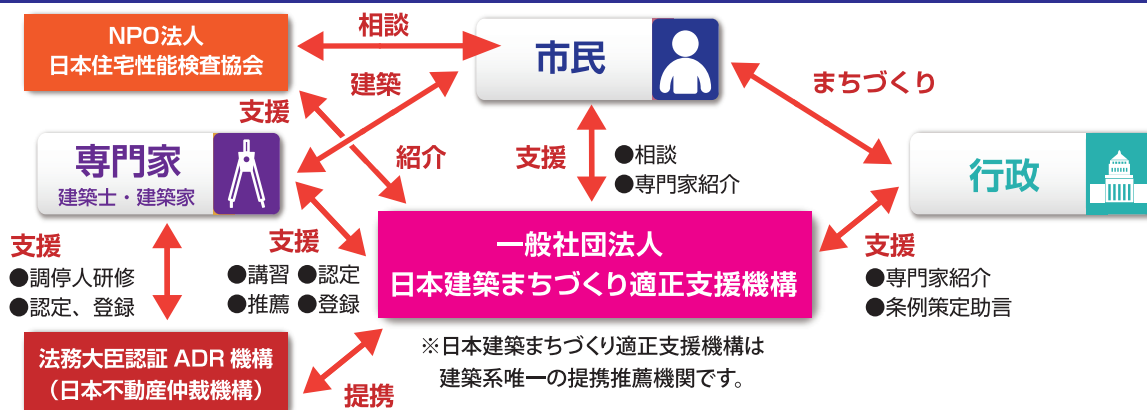 NPO法人
日本住宅性能検査協会
相談
市民
建築
まちづくり
支援
専門家
建築士・建築家
紹介
支援
●相談
●専門家紹介
行政
支援
●調停人研修
●認定、登録
支援
●講習 ●認定
●推薦 ●登録
一般社団法人
日本建築まちづくり適正支援機構
支援
●専門家紹介
●条例策定助言
法務大臣認証 ADR 機構
（日本不動産仲裁機構）
提携
※日本建築まちづくり適正支援機構は
建築系唯一の提携推薦機関です。